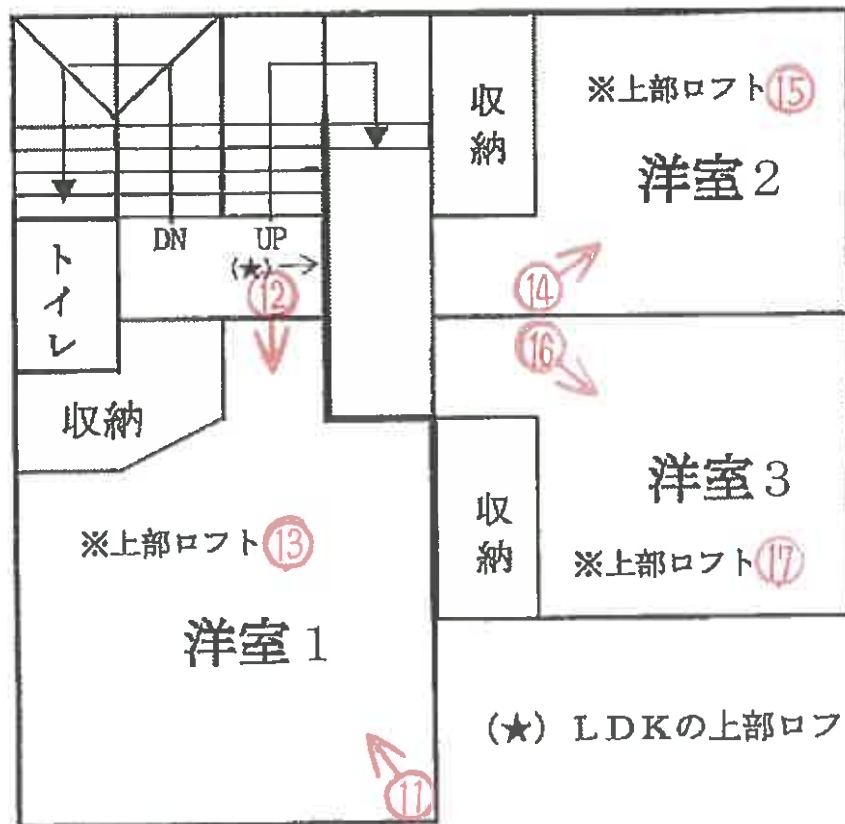 ※上部ロフト⑮
収納
洋室2
DN
UP
(★)→
⑫
⑭
トイレ
⑯
収納
洋室3
収納
※上部ロフト⑬
※上部ロフト⑰
洋室1
(★) LDKの上部ロフ
⑪